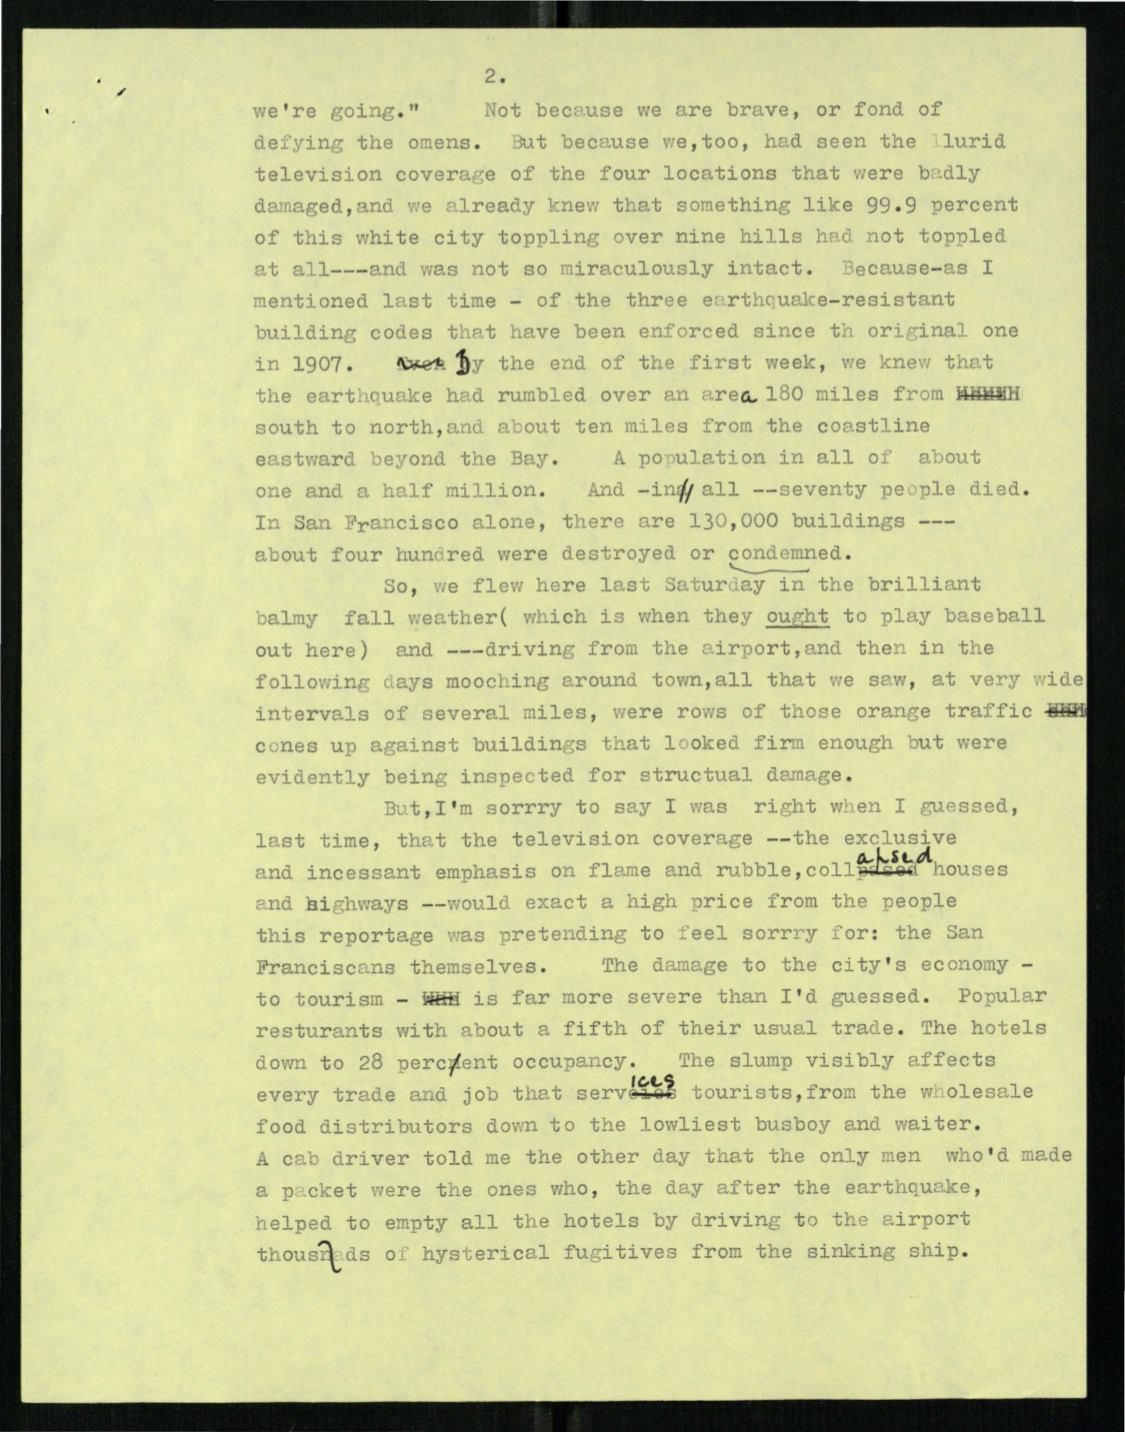 2.
we're going."    Not because we are brave, or fond of
defying the omens.  But because we,too, had seen the lurid
television coverage of the four locations that were badly
damaged,and we already knew that something like 99.9 percent
of this white city toppling over nine hills had not toppled
at all---and was not so miraculously intact.  Because-as I
mentioned last time - of the three earthquake-resistant
building codes that have been enforced since th original one
in 1907.    By the end of the first week, we knew that
the earthquake had rumbled over an area 180 miles from
south to north,and about ten miles from the coastline
eastward beyond the Bay.    A population in all of  about
one and a half million.   And -in all --seventy people died.
In San Francisco alone, there are 130,000 buildings ---
about four hundred were destroyed or condemned.
So, we flew here last Saturday in the brilliant
balmy  fall weather( which is when they ought to play baseball
out here)  and ---driving from the airport,and then in the
following days mooching around town,all that we saw, at very wide
intervals of several miles, were rows of those orange traffic
cones up against buildings that looked firm enough but were
evidently being inspected for structual damage.
But,I'm sorrry to say I was  right when I guessed,
last time, that the television coverage --the exclusive
and incessant emphasis on flame and rubble,collapsed houses
and highways --would exact a high price from the people
this reportage was pretending to feel sorrry for: the San
Franciscans themselves.    The damage to the city's economy -
to tourism - is far more severe than I'd guessed.  Popular
resturants with about a fifth of their usual trade. The hotels
down to 28 percent occupancy.   The slump visibly affects
every trade and job that services tourists,from the wholesale
food distributors down to the lowliest busboy and waiter.
A cab driver told me the other day that the only men  who'd made
a packet were the ones who, the day after the earthquake,
helped to empty all the hotels by driving to the airport
thousands of hysterical fugitives from the sinking ship.